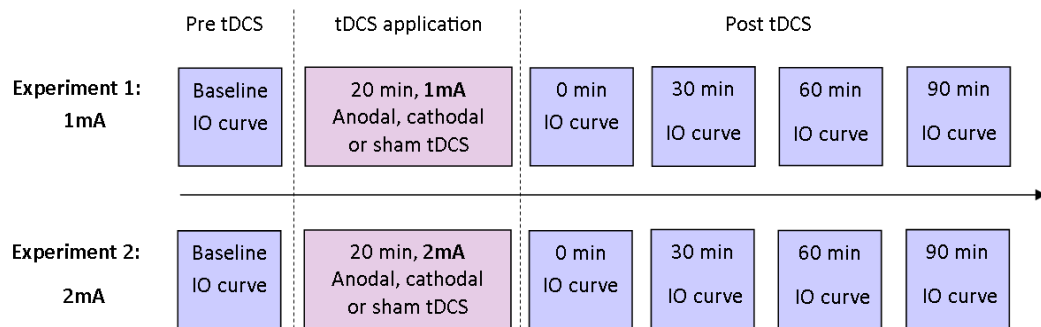 Pre tDCS
tDCS application
Post tDCS
Experiment 1:
1mA
Baseline
IO curve
20 min, 1mA
Anodal, cathodal
or sham tDCS
0 min
IO curve
30 min
IO curve
60 min
IO curve
90 min
IO curve
Experiment 2:
2mA
Baseline
IO curve
20 min, 2mA
Anodal, cathodal
or sham tDCS
0 min
IO curve
30 min
IO curve
60 min
IO curve
90 min
IO curve